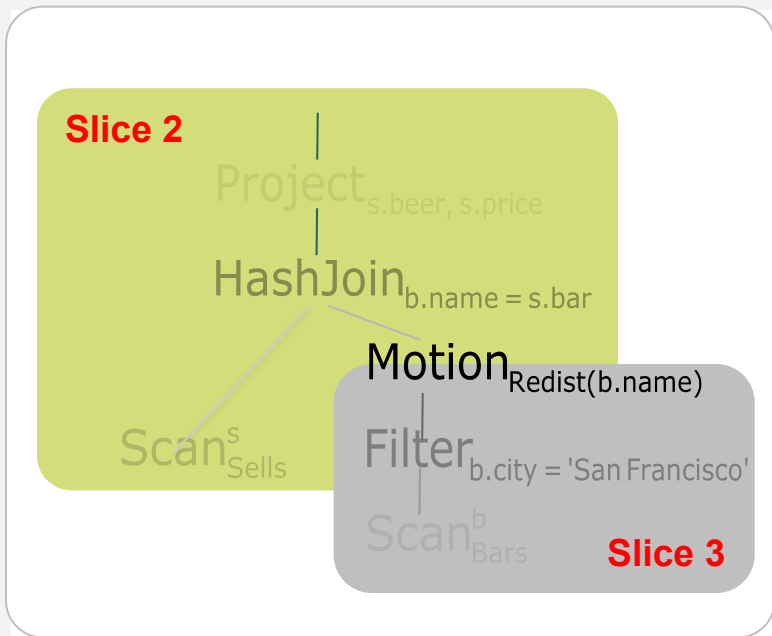 Slice 2
Project s.beer, s.price
HashJoin b.name = s.bar
Motion Redist(b.name)
Scan s Sells
Filter b.city = 'San Francisco'
Scan b Bars
Slice 3